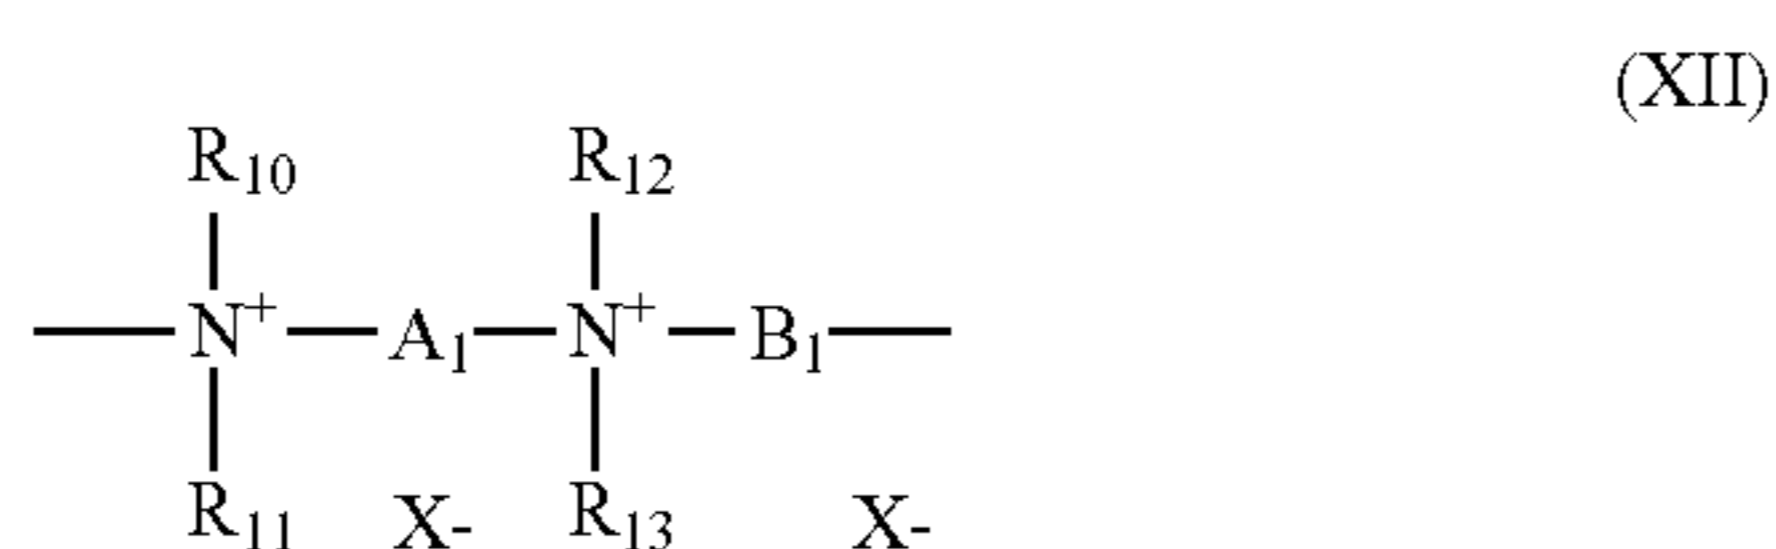 (XII)
R10 R12
N+ A1 N+ B1
R11 X- R13 X-